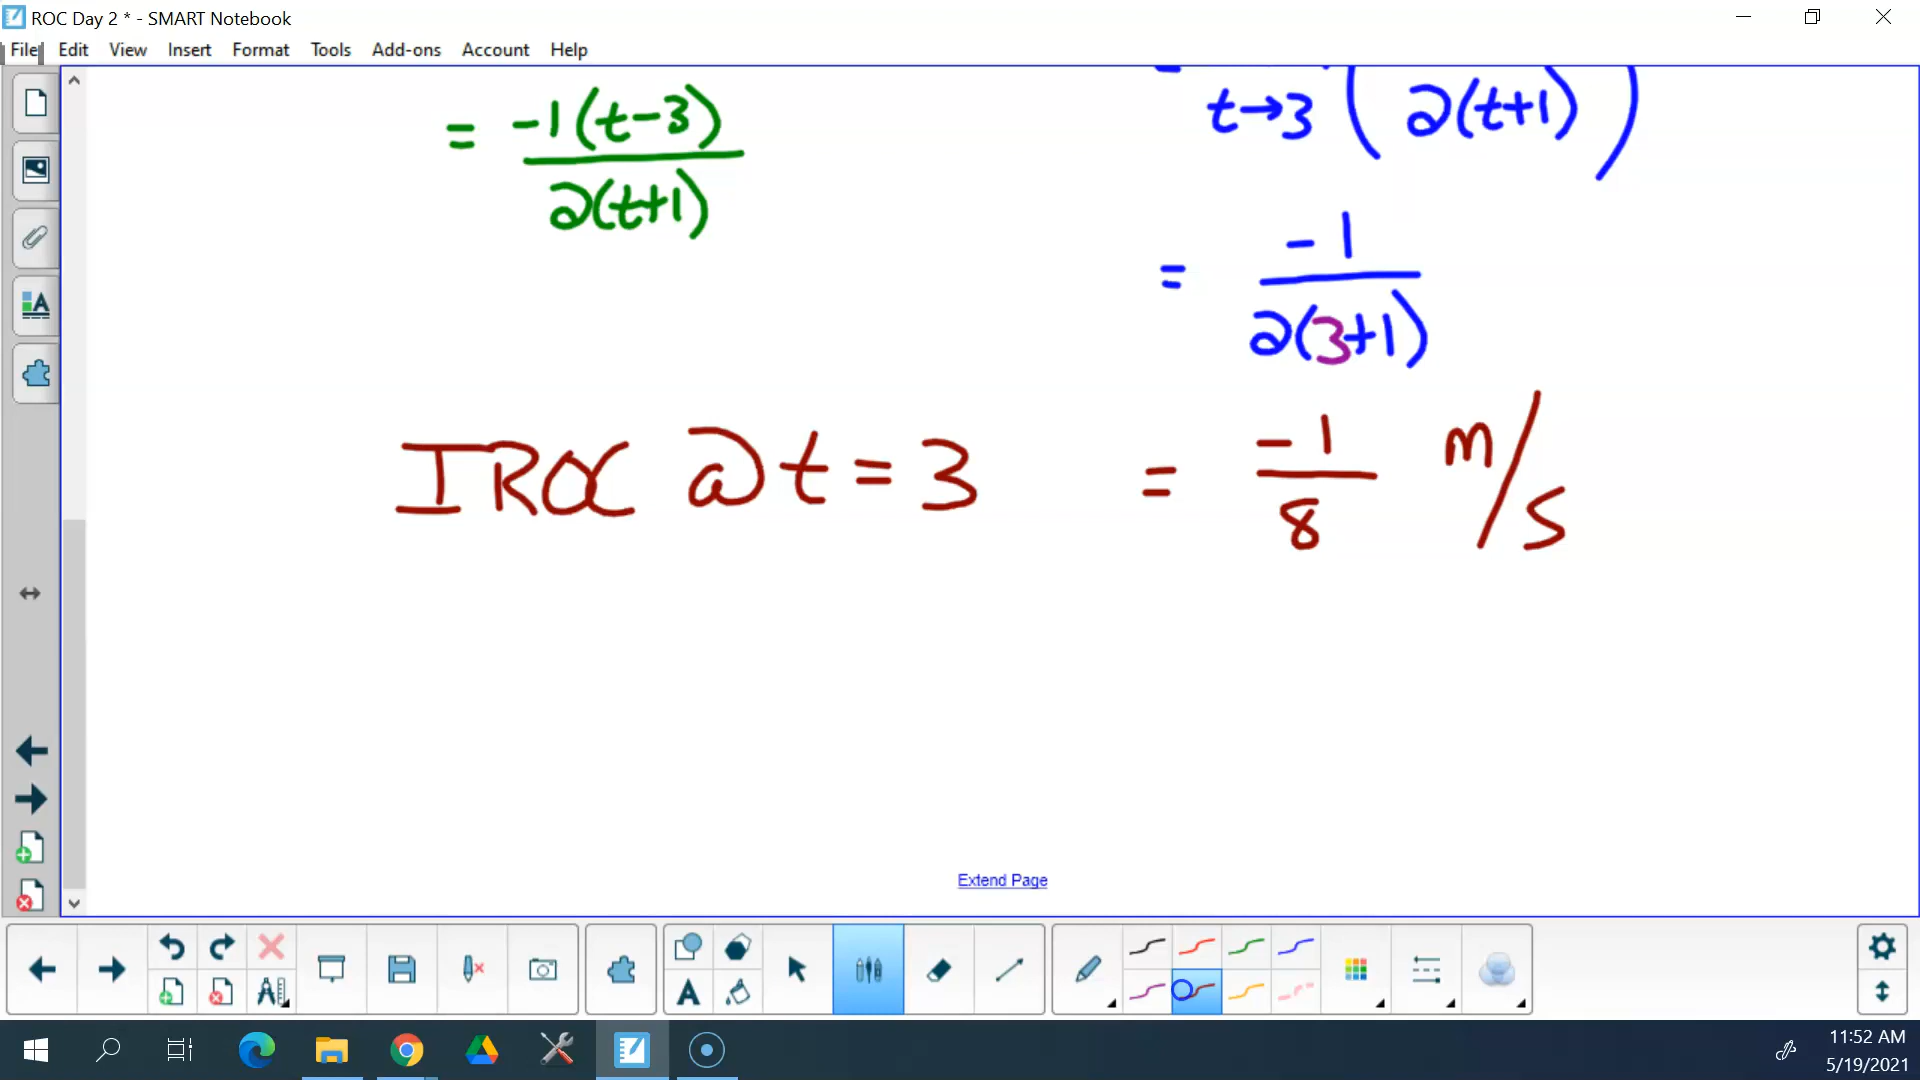 ROC Day 2 * - SMART Notebook
File Edit View Insert Format Tools Add-ons Account Help
= -1(t-3)
2(t+1)
=
t→3 ( 2(t+1) )
= -1
2(3+1)
IROC @ t = 3 = -1/8 m/s
Extend Page
11:52 AM
5/19/2021